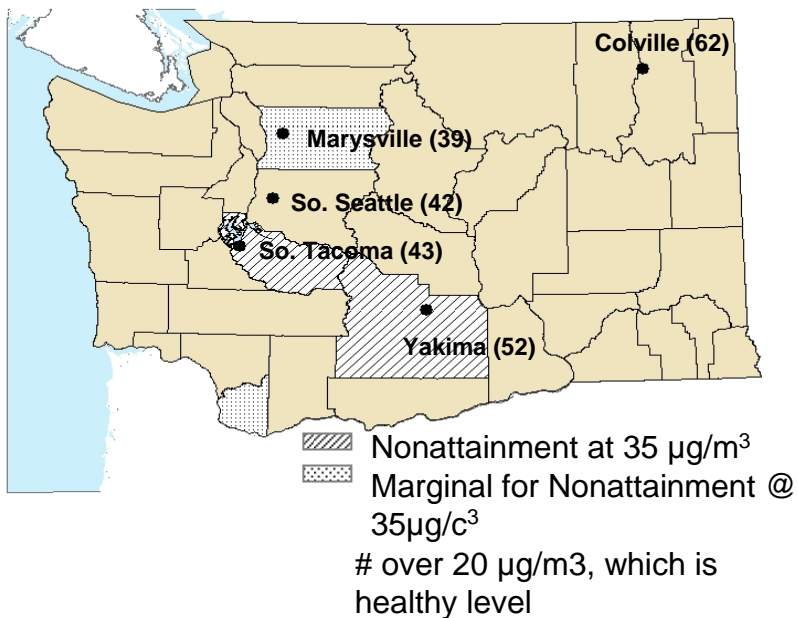 Colville (62)
Marysville (39)
So. Seattle (42)
So. Tacoma (43)
Yakima (52)
Nonattainment at 35 µg/m³
Marginal for Nonattainment @
35µg/c³
# over 20 µg/m3, which is
healthy level